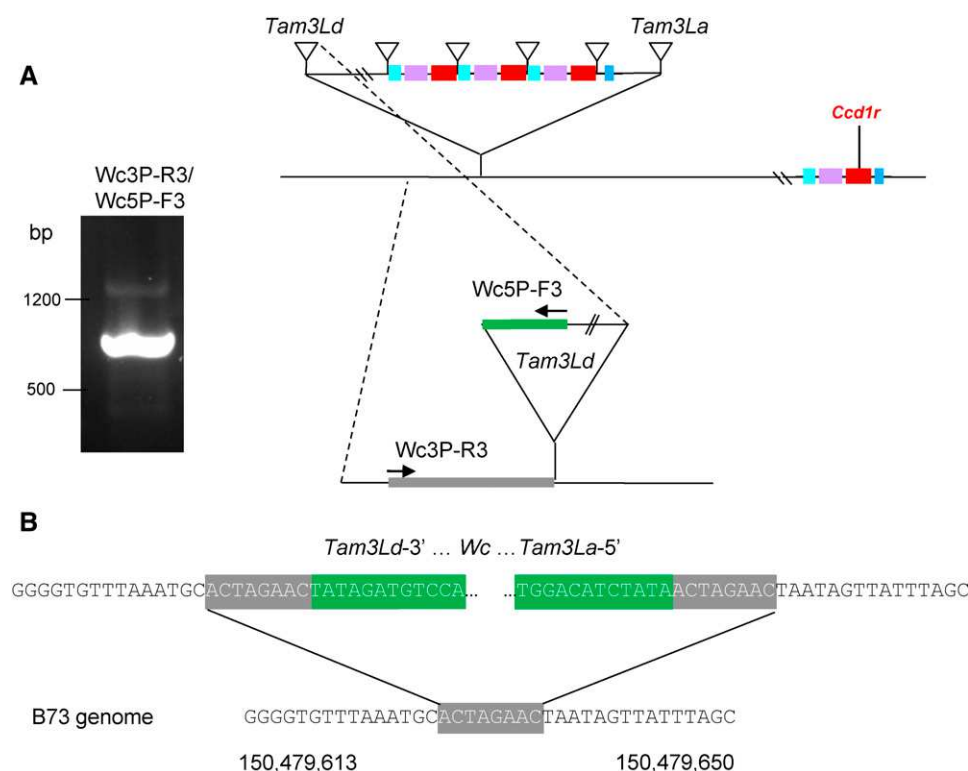 Tam3Ld Tam3La
A
Ccd1r
Wc3P-R3/
Wc5P-F3
bp
1200
500
Wc5P-F3
Tam3Ld
Wc3P-R3
B
Tam3Ld-3' ... Wc ... Tam3La-5'
GGGGTGTTTAAATGCACTAGAACTATAGATGTCCA... ...TGGACATCTATAACTAGAACTAATAGTTATTTAGC
B73 genome GGGGTGTTTAAATGCACTAGAACTAATAGTTATTTAGC
150,479,613 150,479,650